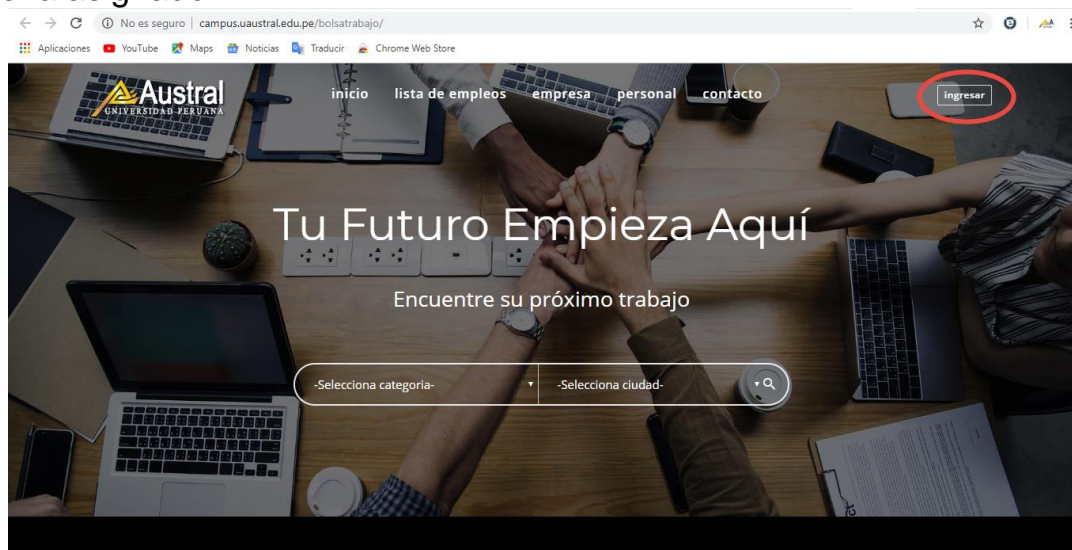 No es seguro | campus.uaustral.edu.pe/bolsatrabajo/
Aplicaciones YouTube Maps Noticias Traducir Chrome Web Store
Austral
UNIVERSIDAD PERUANA
inicio lista de empleos empresa personal contacto
ingresar
Tu Futuro Empieza Aquí
Encuentre su próximo trabajo
-Selecciona categoria- -Selecciona ciudad-